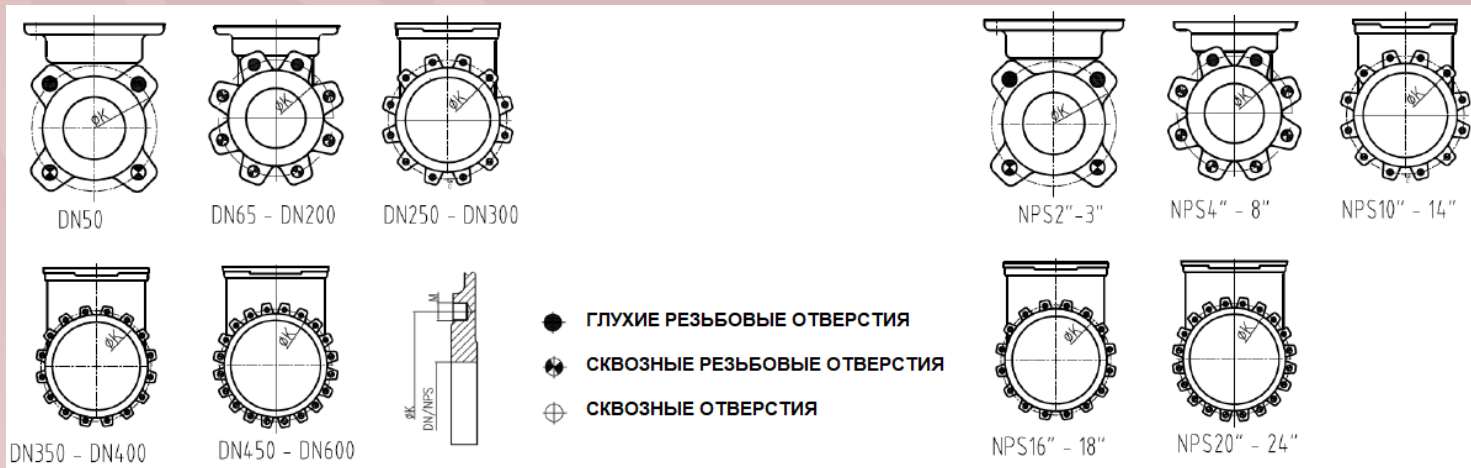 øK
øK
øK
øK
øK
øK
DN50
DN65 - DN200
DN250 - DN300
NPS2"-3"
NPS4" - 8"
NPS10" - 14"
øK
øK
M
øK
DN/NPS
ГЛУХИЕ РЕЗЬБОВЫЕ ОТВЕРСТИЯ
СКВОЗНЫЕ РЕЗЬБОВЫЕ ОТВЕРСТИЯ
СКВОЗНЫЕ ОТВЕРСТИЯ
øK
øK
DN350 - DN400
DN450 - DN600
NPS16" - 18"
NPS20" - 24"